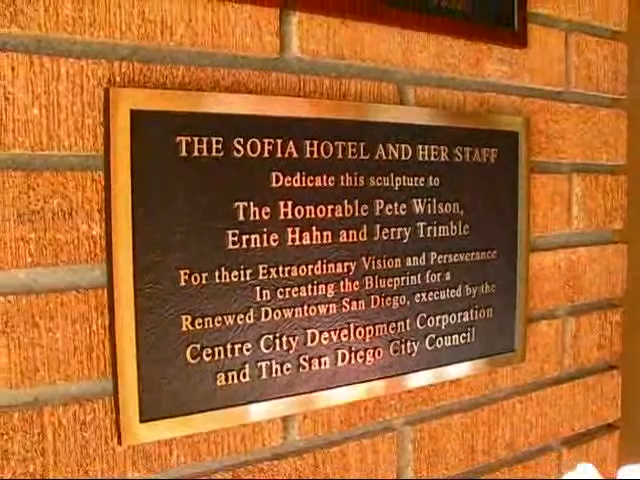 THE SOFIA HOTEL AND HER STAFF
Dedicate this sculpture to
The Honorable Pete Wilson,
Ernie Hahn and Jerry Trimble
For their Extraordinary Vision and Perseverance
In creating the Blueprint for a
Renewed Downtown San Diego, executed by the
Centre City Development Corporation
and The San Diego City Council